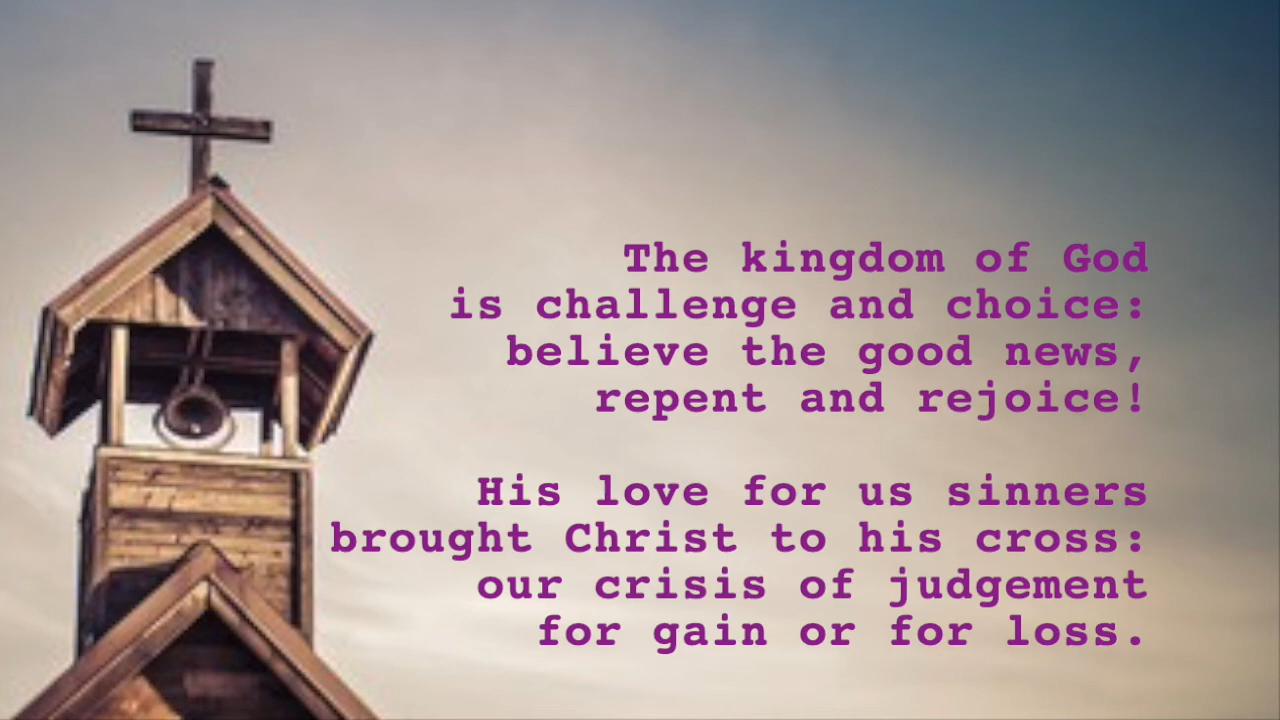 The kingdom of God
is challenge and choice:
believe the good news,
repent and rejoice!
His love for us sinners
brought Christ to his cross:
our crisis of judgement
for gain or for loss.